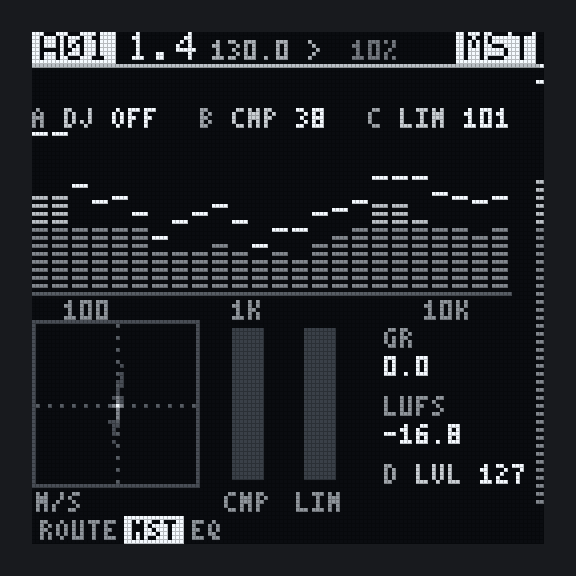 A01 1.4 130.0 > 10% MST
A DJ OFF B CMP 38 C LIM 101
100 1K 10K
GR
0.0
LUFS
-16.8
D LVL 127
M/S CMP LIM
ROUTE MST EQ